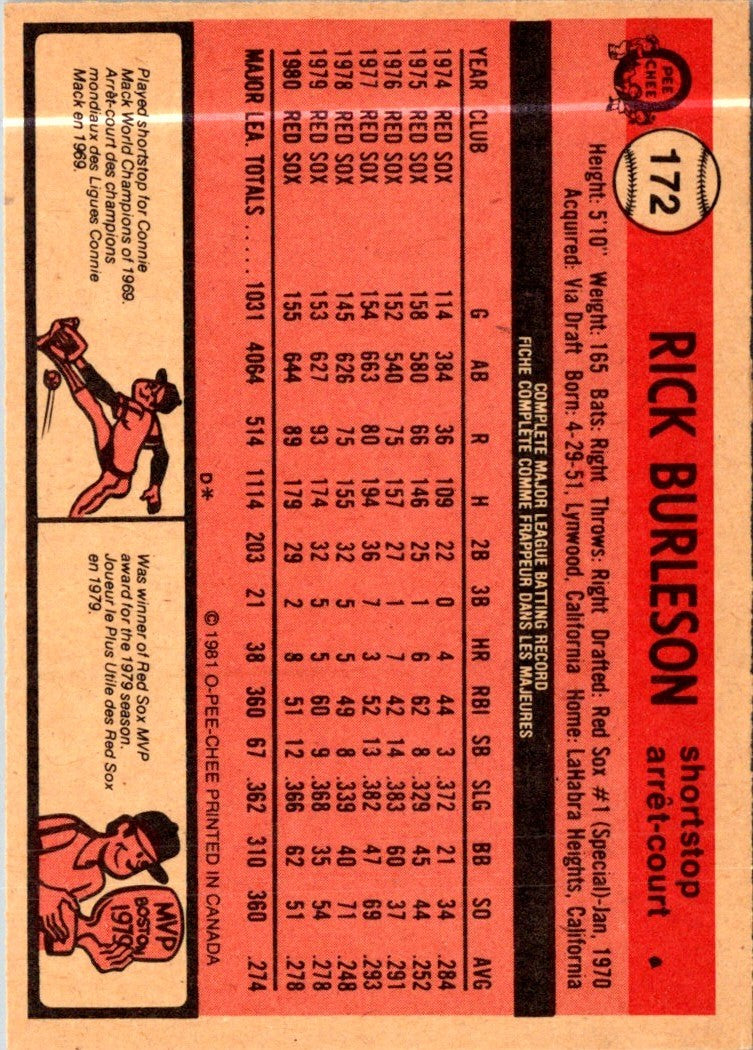 O PEE CHEE
172
RICK BURLESON
shortstop
arrêt-court
Height: 5'10" Weight: 165 Bats: Right Throws: Right Drafted: Red Sox #1 (Special)-Jan, 1970
Acquired: Via Draft Born: 4-29-51, Lynwood, California Home: LaHabra Heights, California
COMPLETE MAJOR LEAGUE BATTING RECORD
FICHE COMPLÈTE COMME FRAPPEUR DANS LES MAJEURES
YEAR CLUB G AB R H 2B 3B HR RBI SB SLG BB SO AVG
1974 RED SOX 114 384 36 109 22 0 4 44 3 .372 21 34 .284
1975 RED SOX 158 580 66 146 25 1 6 62 8 .329 45 44 .252
1976 RED SOX 152 540 75 157 27 1 7 42 14 .383 60 37 .291
1977 RED SOX 154 663 80 194 36 7 3 52 13 .382 47 69 .293
1978 RED SOX 145 626 75 155 32 5 5 49 8 .339 40 71 .248
1979 RED SOX 153 627 93 174 32 5 5 60 9 .368 35 54 .278
1980 RED SOX 155 644 89 179 29 2 8 51 12 .366 62 51 .278
MAJOR LEA. TOTALS ..... 1031 4064 514 1114 203 21 38 360 67 .362 310 360 .274
D* © 1981 O-PEE-CHEE PRINTED IN CANADA
Played shortstop for Connie
Mack World Champions of 1969.
Arrêt-court des champions
mondiaux des Ligues Connie
Mack en 1969.
Was winner of Red Sox MVP
award for the 1979 season.
Joueur le Plus Utile des Red Sox
en 1979.
MVP
BOSTON
1979